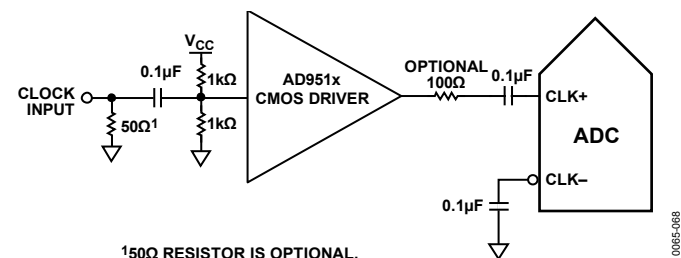 VCC
0.1µF
1kΩ
CLOCK
INPUT
50Ω1
1kΩ
AD951x
CMOS DRIVER
OPTIONAL
100Ω
0.1µF
CLK+
ADC
CLK–
0.1µF
150Ω RESISTOR IS OPTIONAL.
0065-068